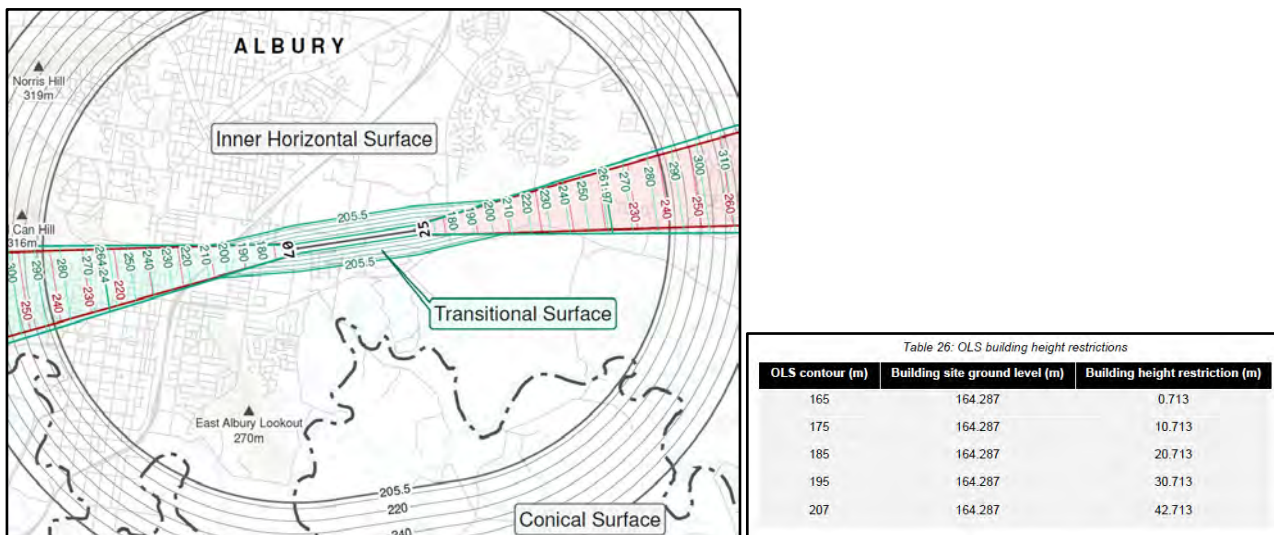 ALBURY
Norris Hill
319m
Inner Horizontal Surface
205.5
180 190 200 210 220 230 240 250 261.97 270 280 290 300 310
230 240 250 260
25
07
Can Hill
316m
300 290 280 270 264.24 250 240 230 220 210 200 190 180
250 240 230 220
205.5
Transitional Surface
East Albury Lookout
270m
205.5
220
240
Conical Surface
Table 26: OLS building height restrictions
OLS contour (m) Building site ground level (m) Building height restriction (m)
165 164.287 0.713
175 164.287 10.713
185 164.287 20.713
195 164.287 30.713
207 164.287 42.713